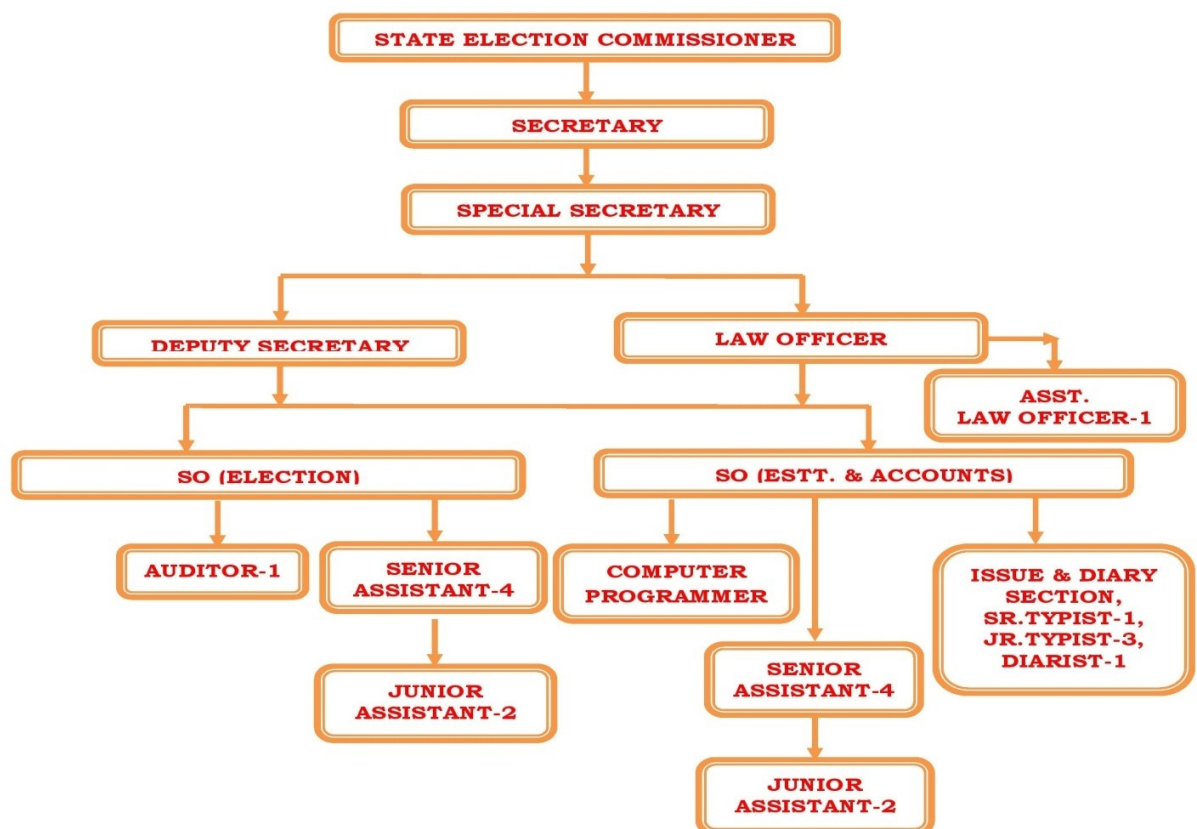 STATE ELECTION COMMISSIONER
SECRETARY
SPECIAL SECRETARY
DEPUTY SECRETARY
LAW OFFICER
ASST.
LAW OFFICER-1
SO (ELECTION)
SO (ESTT. & ACCOUNTS)
AUDITOR-1
SENIOR
ASSISTANT-4
JUNIOR
ASSISTANT-2
COMPUTER
PROGRAMMER
SENIOR
ASSISTANT-4
JUNIOR
ASSISTANT-2
ISSUE & DIARY
SECTION,
SR.TYPIST-1,
JR.TYPIST-3,
DIARIST-1